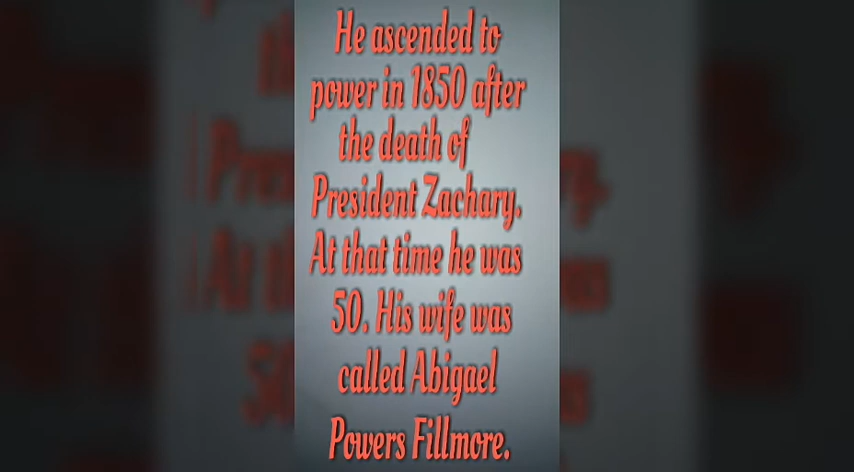 He ascended to
power in 1850 after
the death of
President Zachary.
At that time he was
50. His wife was
called Abigael
Powers Fillmore.